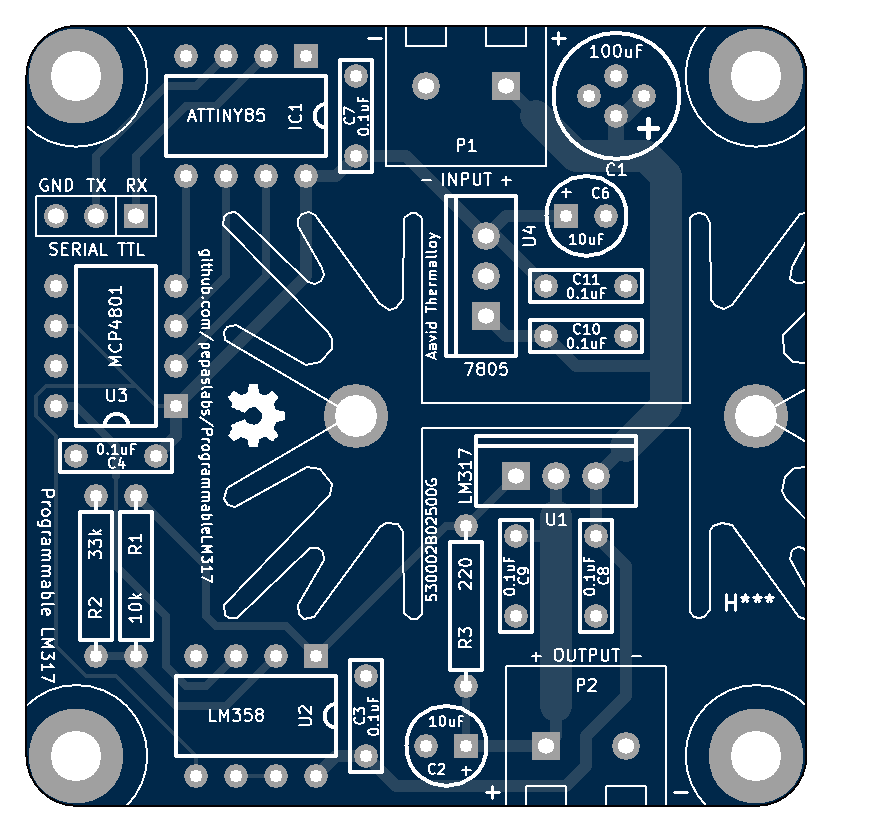 - +
100uF
+
C1
ATTINY85 IC1
C7
0.1uF
P1
- INPUT +
GND TX RX
SERIAL TTL
+ C6
10uF
U4
C11
0.1uF
C10
0.1uF
7805
Aavid Thermalloy
github.com/pepaslabs/ProgrammableLM317
MCP4801
U3
0.1uF
C4
LM317
U1
530002B02500G
Programmable LM317
33k
R2
R1
10k
220
R3
0.1uF
C9
0.1uF
C8
H***
+ OUTPUT -
P2
LM358 U2
C3
0.1uF
10uF
C2 +
+ -